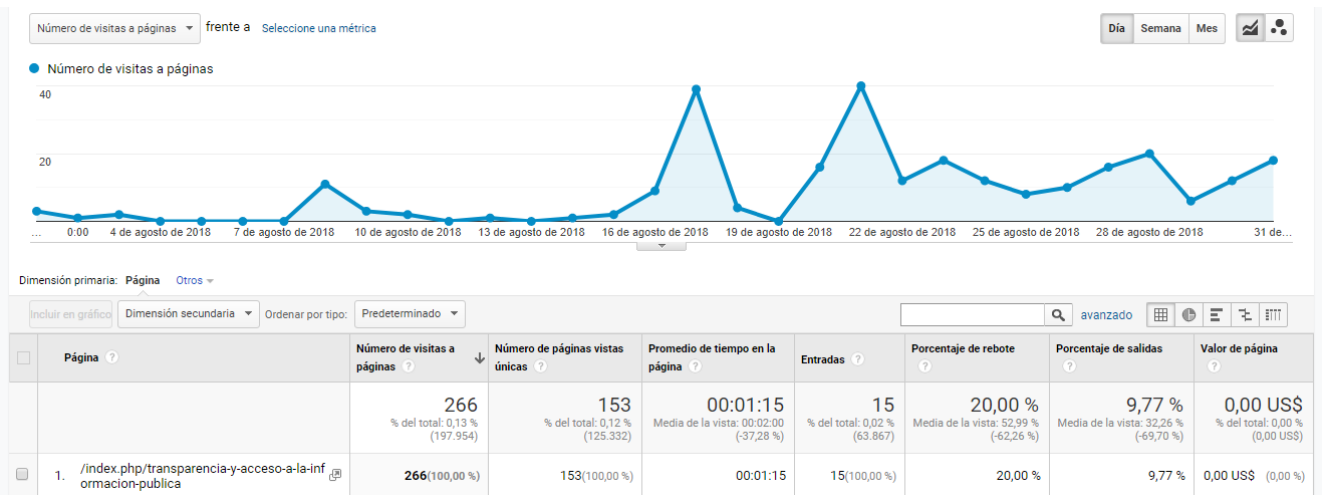 Número de visitas a páginas frente a Seleccione una métrica Día Semana Mes
Número de visitas a páginas
40
20
... 0:00 4 de agosto de 2018 7 de agosto de 2018 10 de agosto de 2018 13 de agosto de 2018 16 de agosto de 2018 19 de agosto de 2018 22 de agosto de 2018 25 de agosto de 2018 28 de agosto de 2018 31 de...
Dimensión primaria: Página Otros
Incluir en gráfico Dimensión secundaria Ordenar por tipo: Predeterminado avanzado
Página ?
Número de visitas a
páginas ?
Número de páginas vistas
únicas ?
Promedio de tiempo en la
página ?
Entradas ?
Porcentaje de rebote
?
Porcentaje de salidas
?
Valor de página
?
266
% del total: 0,13 %
(197.954)
153
% del total: 0,12 %
(125.332)
00:01:15
Media de la vista: 00:02:00
(-37,28 %)
15
% del total: 0,02 %
(63.867)
20,00 %
Media de la vista: 52,99 %
(-62,26 %)
9,77 %
Media de la vista: 32,26 %
(-69,70 %)
0,00 US$
% del total: 0,00 %
(0,00 US$)
1. /index.php/transparencia-y-acceso-a-la-inf
ormacion-publica
266(100,00 %) 153(100,00 %) 00:01:15 15(100,00 %) 20,00 % 9,77 % 0,00 US$ (0,00 %)